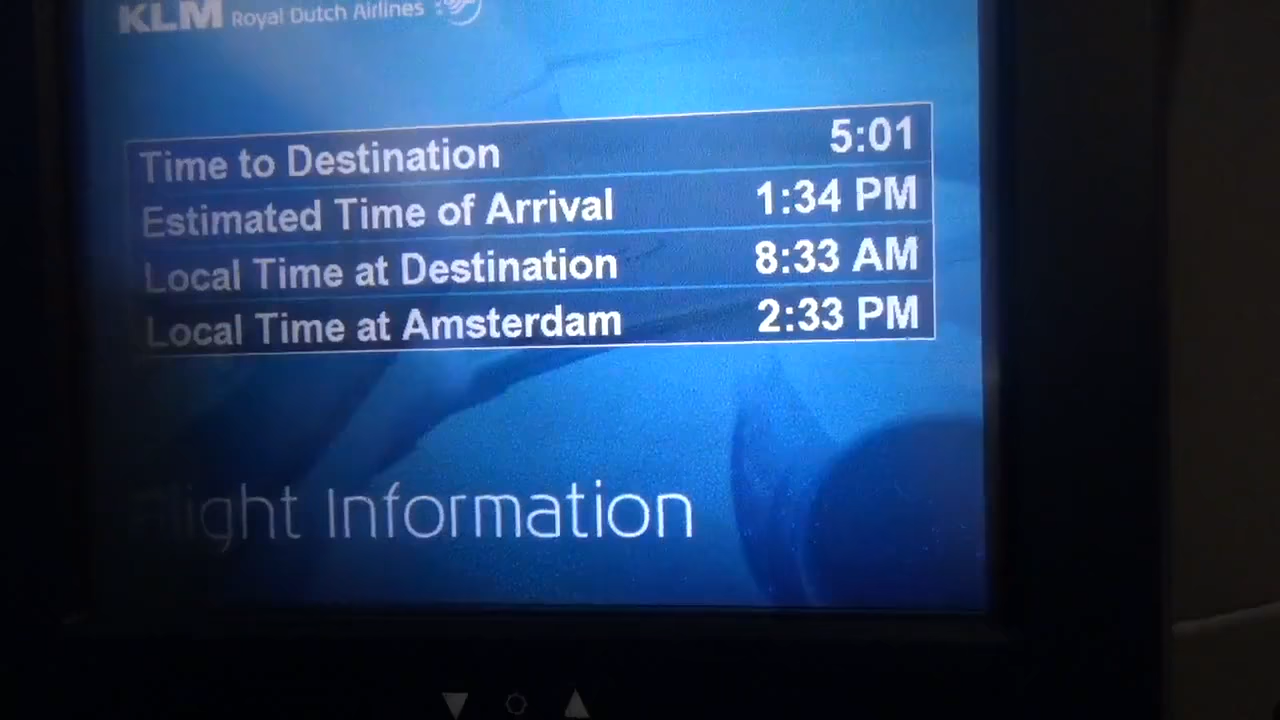 KLM Royal Dutch Airlines
Time to Destination 5:01
Estimated Time of Arrival 1:34 PM
Local Time at Destination 8:33 AM
Local Time at Amsterdam 2:33 PM
Flight Information